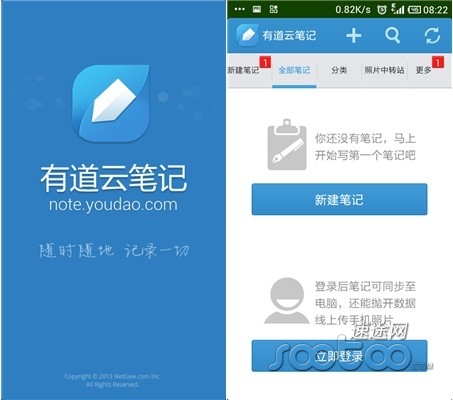 有道云笔记
note.youdao.com
随时随地 记录一切
Copyright © 2013 NetEase.com Inc.
All Rights Reserved.
0.82K/s 08:22
有道云笔记
新建笔记 1 全部笔记 分类 照片中转站 更多 1
你还没有笔记，马上
开始写第一个笔记吧
新建笔记
登录后笔记可同步至
电脑，还能抛开数据
线上传手机照片
速途网
sootoo
立即登录